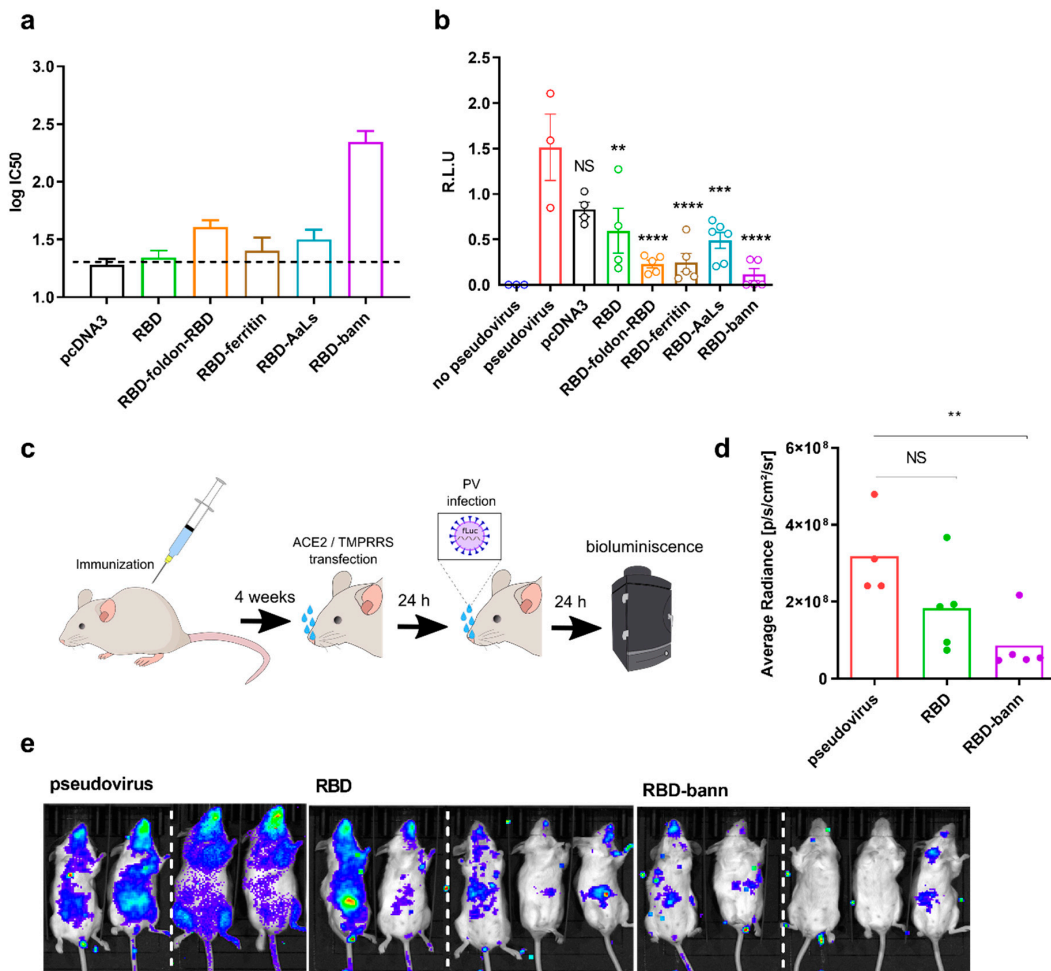 a
log IC50
3.0
2.5
2.0
1.5
1.0
pcDNA3
RBD
RBD-foldon-RBD
RBD-ferritin
RBD-AaLs
RBD-bann
b
R.L.U
2.5
2.0
1.5
1.0
0.5
0.0
NS
**
****
****
***
****
no pseudovirus
pseudovirus
pcDNA3
RBD
RBD-foldon-RBD
RBD-ferritin
RBD-AaLs
RBD-bann
c
Immunization
4 weeks
ACE2 / TMPRRS
transfection
24 h
PV
infection
fLuc
24 h
bioluminiscence
d
Average Radiance [p/s/cm²/sr]
6×10⁸
4×10⁸
2×10⁸
0
**
NS
pseudovirus
RBD
RBD-bann
e
pseudovirus
RBD
RBD-bann